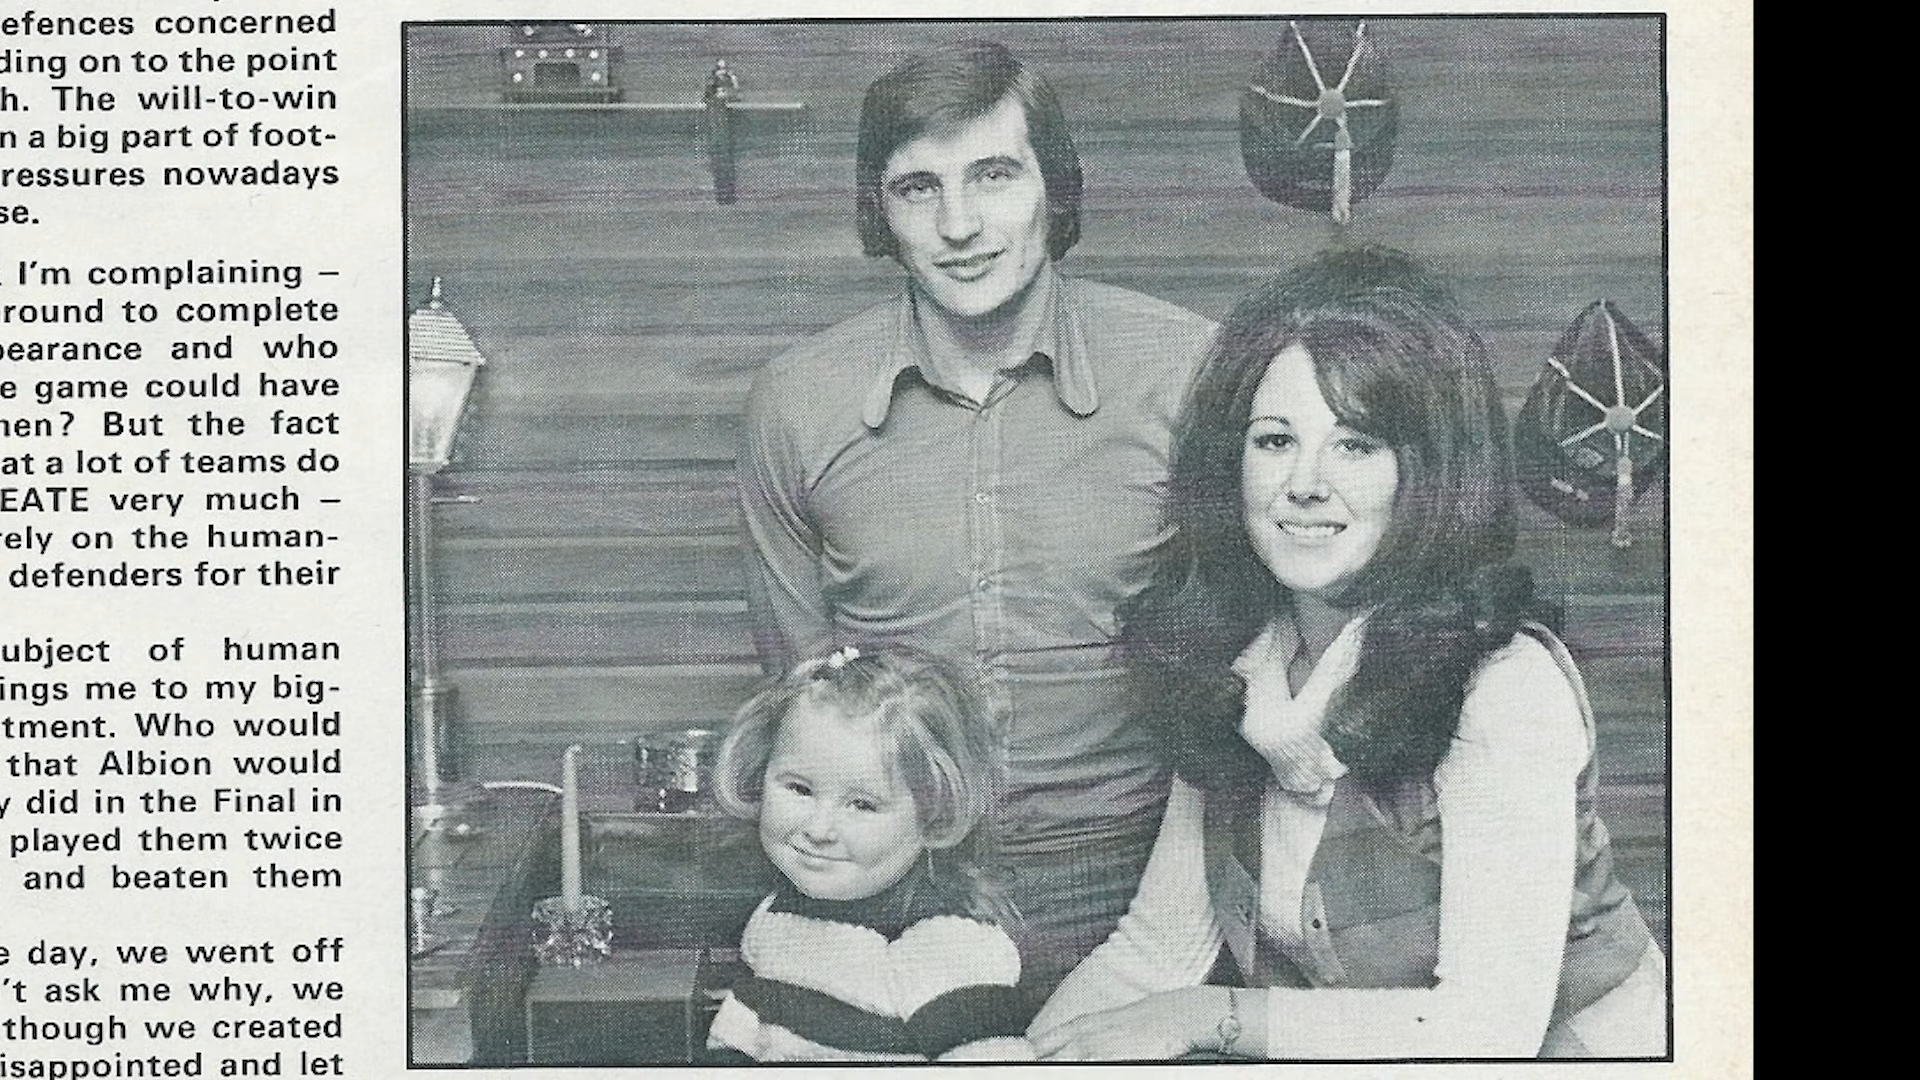 efences concerned
ding on to the point
h. The will-to-win
n a big part of foot-
ressures nowadays
se.
I'm complaining –
round to complete
pearance and who
e game could have
hen? But the fact
at a lot of teams do
EATE very much –
rely on the human-
defenders for their
ubject of human
ings me to my big-
tment. Who would
that Albion would
y did in the Final in
played them twice
and beaten them
e day, we went off
't ask me why, we
though we created
isappointed and let